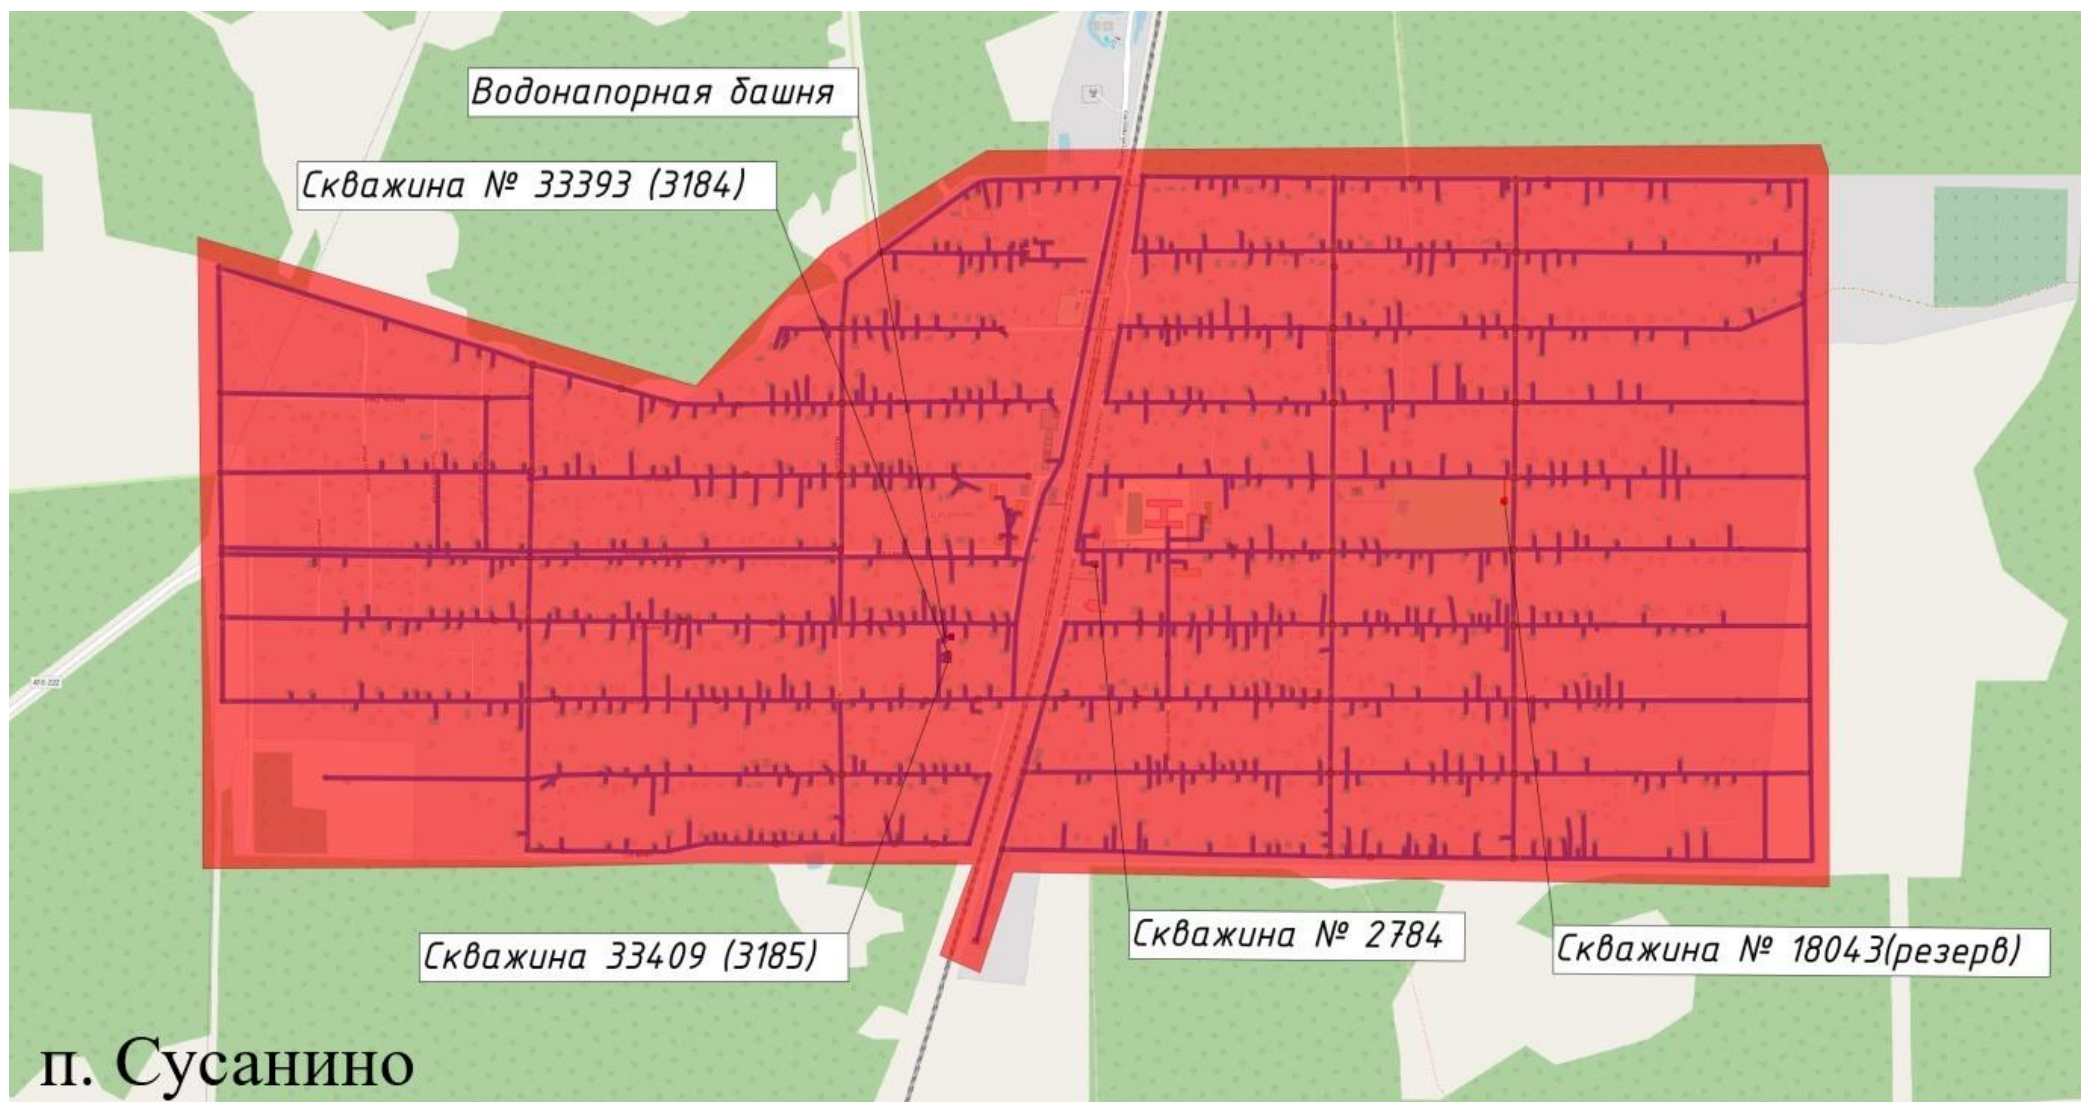 Водонапорная башня
Скважина № 33393 (3184)
Скважина № 2784
Скважина № 18043(резерв)
Скважина 33409 (3185)
п. Сусанино